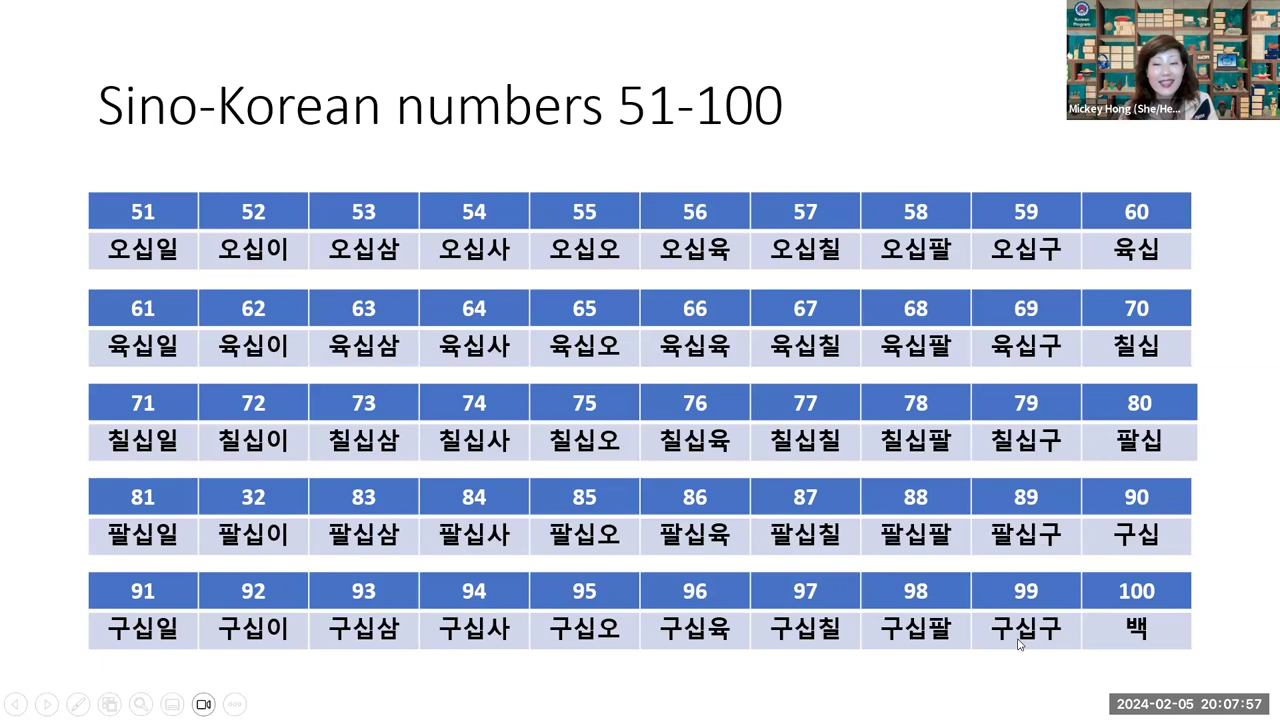 Korean
Program
Mickey Hong (She/He...
Sino-Korean numbers 51-100
51 52 53 54 55 56 57 58 59 60
오십일 오십이 오십삼 오십사 오십오 오십육 오십칠 오십팔 오십구 육십
61 62 63 64 65 66 67 68 69 70
육십일 육십이 육십삼 육십사 육십오 육십육 육십칠 육십팔 육십구 칠십
71 72 73 74 75 76 77 78 79 80
칠십일 칠십이 칠십삼 칠십사 칠십오 칠십육 칠십칠 칠십팔 칠십구 팔십
81 32 83 84 85 86 87 88 89 90
팔십일 팔십이 팔십삼 팔십사 팔십오 팔십육 팔십칠 팔십팔 팔십구 구십
91 92 93 94 95 96 97 98 99 100
구십일 구십이 구십삼 구십사 구십오 구십육 구십칠 구십팔 구십구 백
2024-02-05 20:07:57